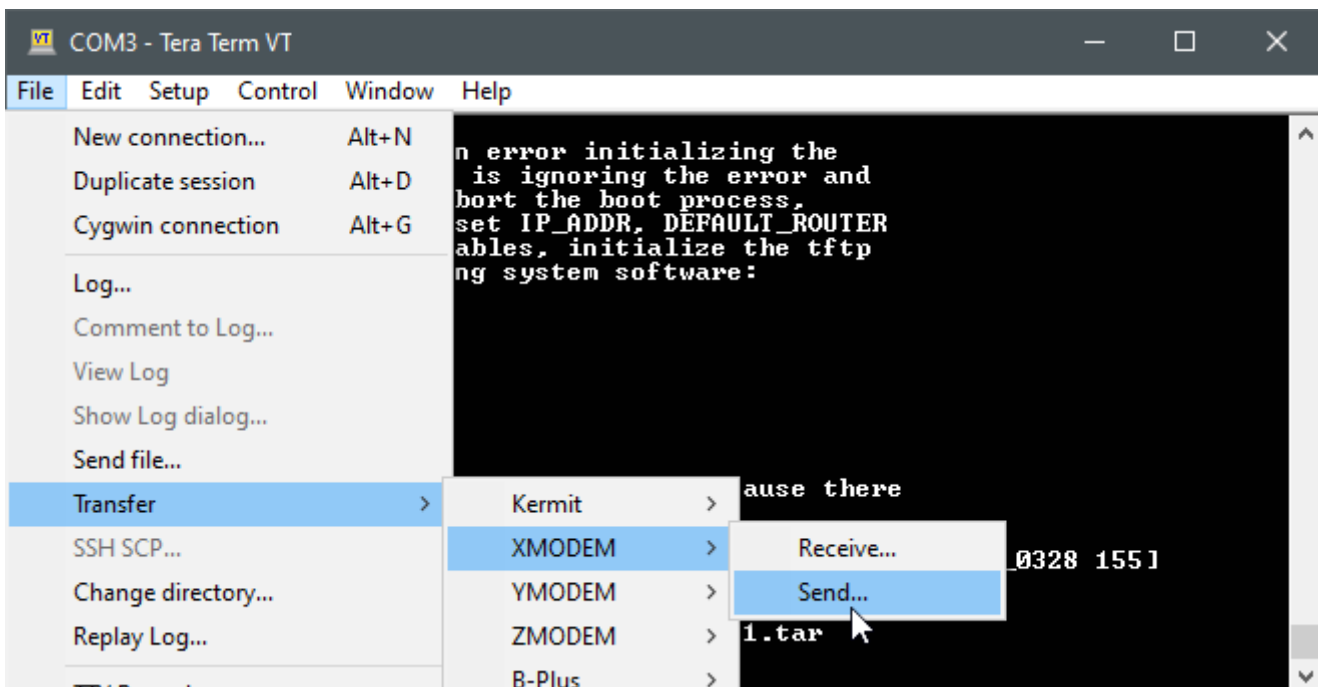 COM3 - Tera Term VT
File Edit Setup Control Window Help
New connection... Alt+N
Duplicate session Alt+D
Cygwin connection Alt+G
Log...
Comment to Log...
View Log
Show Log dialog...
Send file...
Transfer >
SSH SCP...
Change directory...
Replay Log...
Kermit >
XMODEM >
YMODEM >
ZMODEM >
B-Plus >
Receive...
Send...
n error initializing the
is ignoring the error and
bort the boot process,
set IP_ADDR, DEFAULT_ROUTER
ables, initialize the tftp
ng system software:
ause there
_0328 155]
1.tar